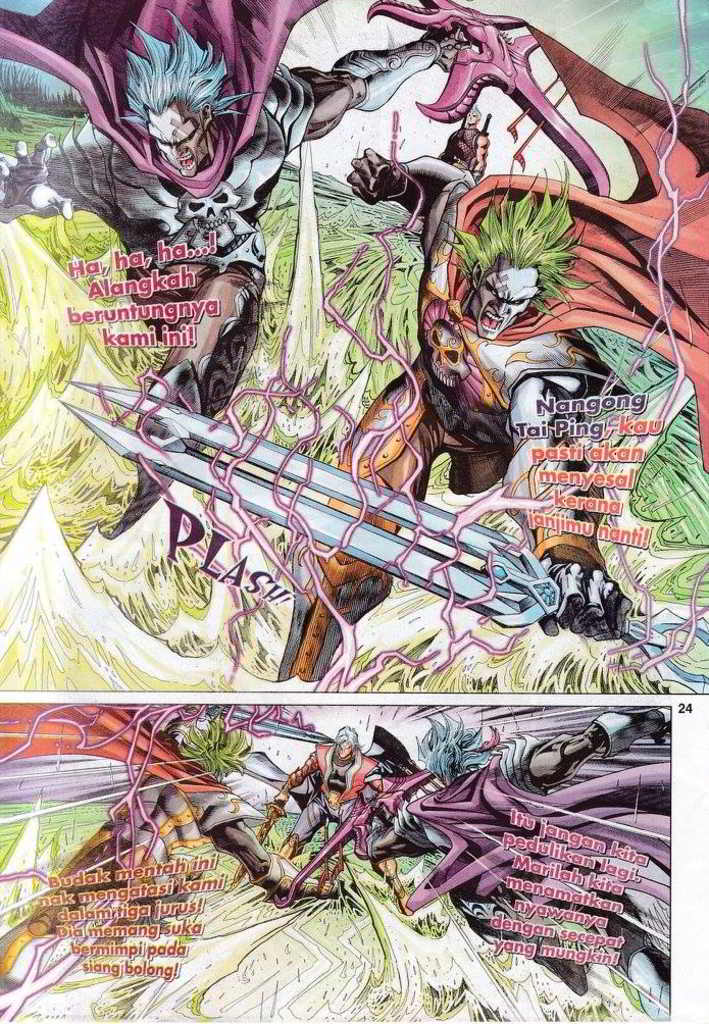 Ha, ha, ha...!
Alangkah
beruntungnya
kami ini!
Nangong
Tai Ping, kau
pasti akan
menyesal
kerana
janjimu nanti!
PLASH!
24
Budak mentah ini
nak mengatasi kami
dalam tiga jurus!
Dia memang suka
bermimpi pada
siang bolong!
Itu jangan kita
pedulikan lagi.
Marilah kita
menamatkan
nyawanya
dengan secepat
yang mungkin!